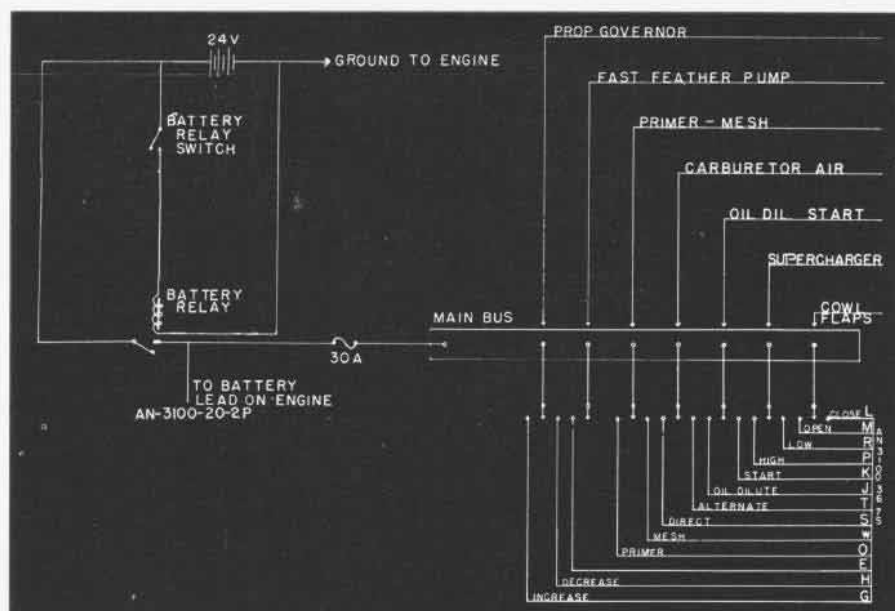 24V
GROUND TO ENGINE
BATTERY
RELAY
SWITCH
BATTERY
RELAY
30A
TO BATTERY
LEAD ON ENGINE
AN-3100-20-2P
PROP GOVERNOR
FAST FEATHER PUMP
PRIMER - MESH
CARBURETOR AIR
OIL DIL START
SUPERCHARGER
COWL
FLAPS
MAIN BUS
CLOSE L
OPEN M
LOW R
HIGH P
START K
OIL DILUTE J
ALTERNATE T
DIRECT S
MESH W
PRIMER O
E
DECREASE H
INCREASE G